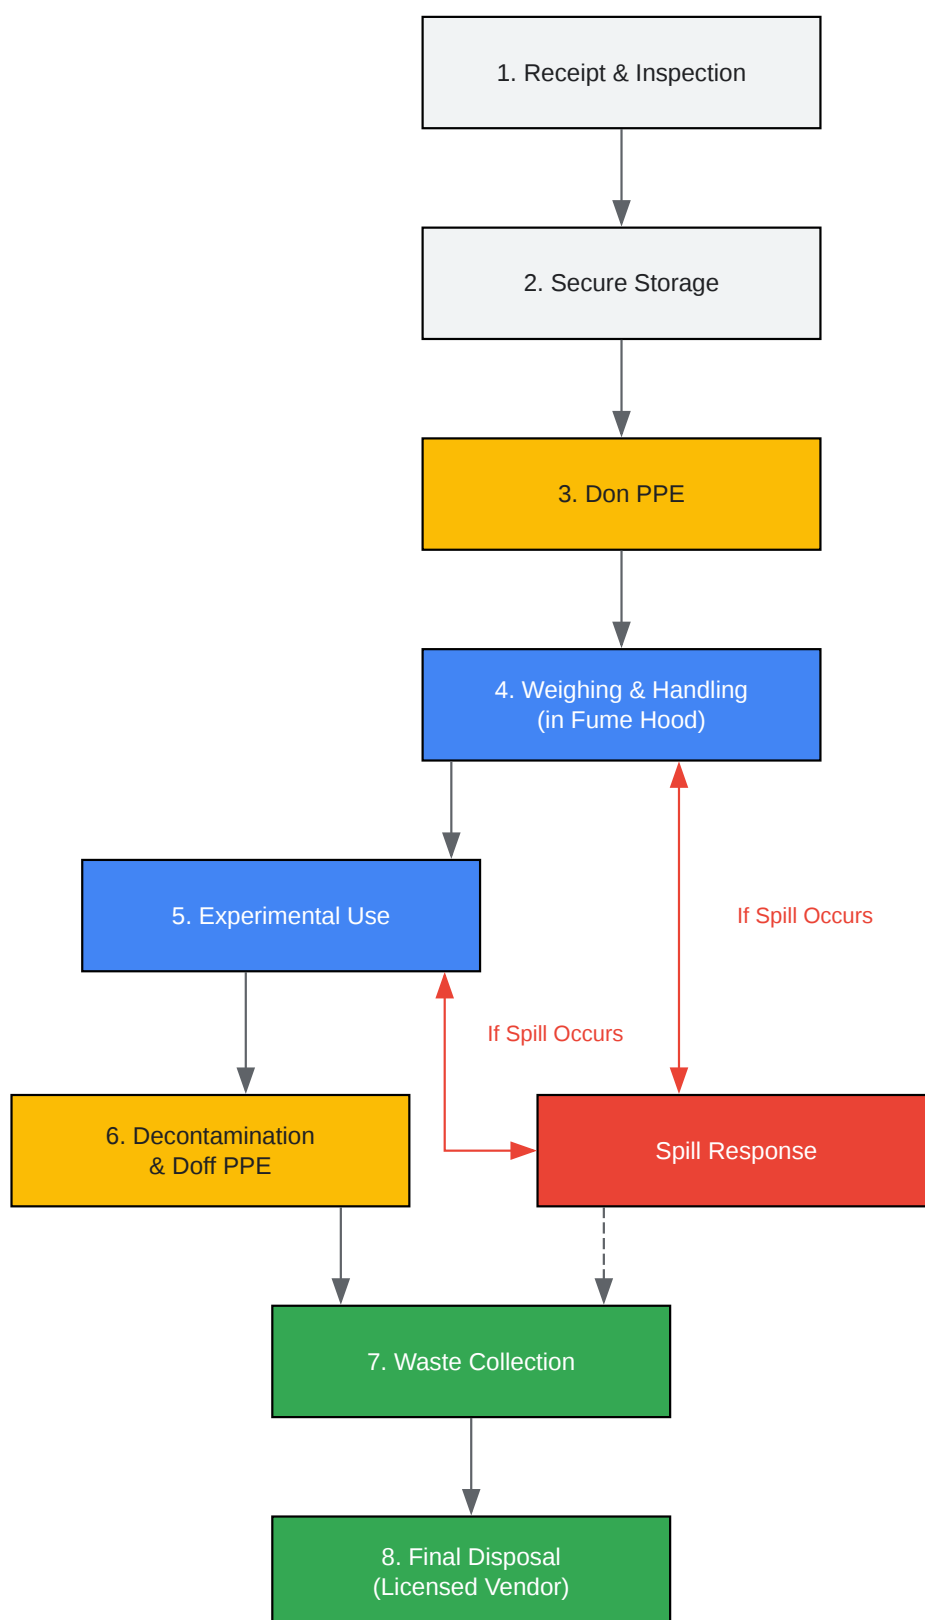 1. Receipt & Inspection
2. Secure Storage
3. Don PPE
4. Weighing & Handling
(in Fume Hood)
5. Experimental Use
If Spill Occurs
If Spill Occurs
6. Decontamination
& Doff PPE
Spill Response
7. Waste Collection
8. Final Disposal
(Licensed Vendor)